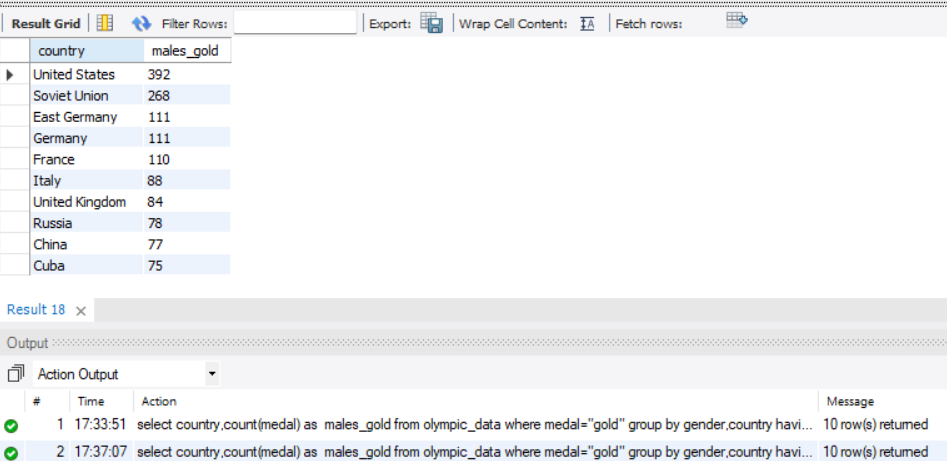 Result Grid Filter Rows: Export: Wrap Cell Content: IA Fetch rows:
country males_gold
United States 392
Soviet Union 268
East Germany 111
Germany 111
France 110
Italy 88
United Kingdom 84
Russia 78
China 77
Cuba 75
Result 18 ×
Output
Action Output
# Time Action Message
1 17:33:51 select country,count(medal) as males_gold from olympic_data where medal="gold" group by gender,country havi... 10 row(s) returned
2 17:37:07 select country,count(medal) as males_gold from olympic_data where medal="gold" group by gender,country havi... 10 row(s) returned